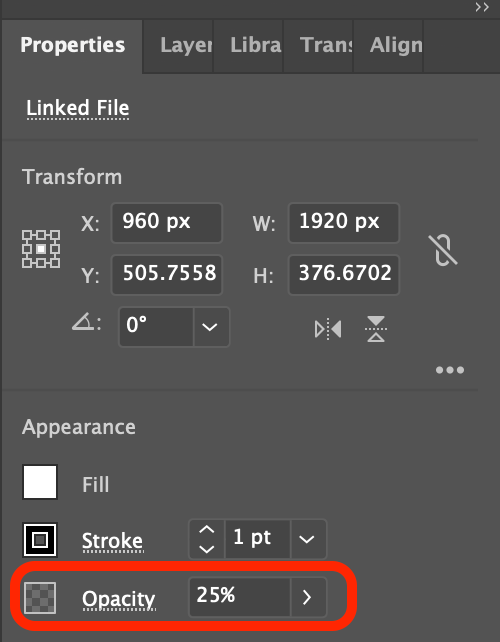 Properties Layer Libra Trans Align
Linked File
Transform
X: 960 px W: 1920 px
Y: 505.7558 H: 376.6702
: 0°
Appearance
Fill
Stroke 1 pt
Opacity 25%